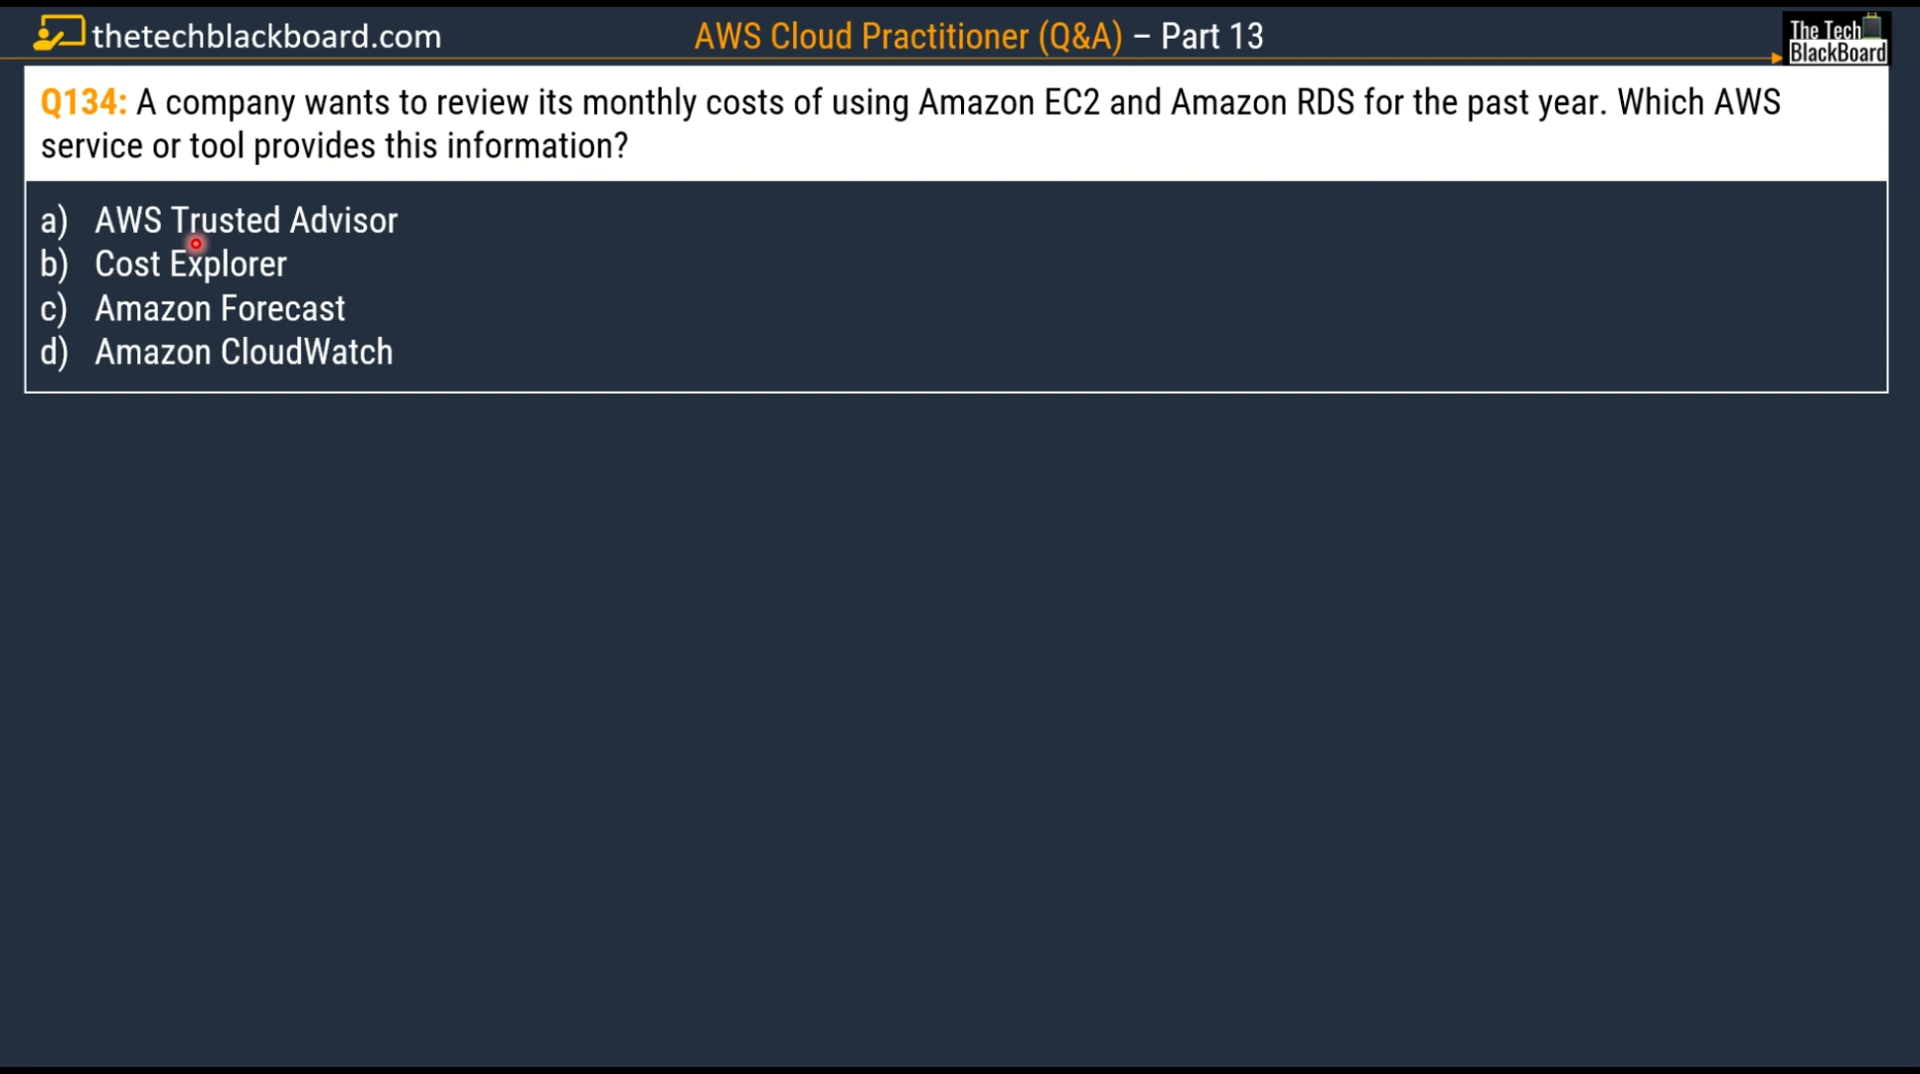 thetechblackboard.com
AWS Cloud Practitioner (Q&A) – Part 13
The Tech
BlackBoard
Q134: A company wants to review its monthly costs of using Amazon EC2 and Amazon RDS for the past year. Which AWS
service or tool provides this information?
a) AWS Trusted Advisor
b) Cost Explorer
c) Amazon Forecast
d) Amazon CloudWatch